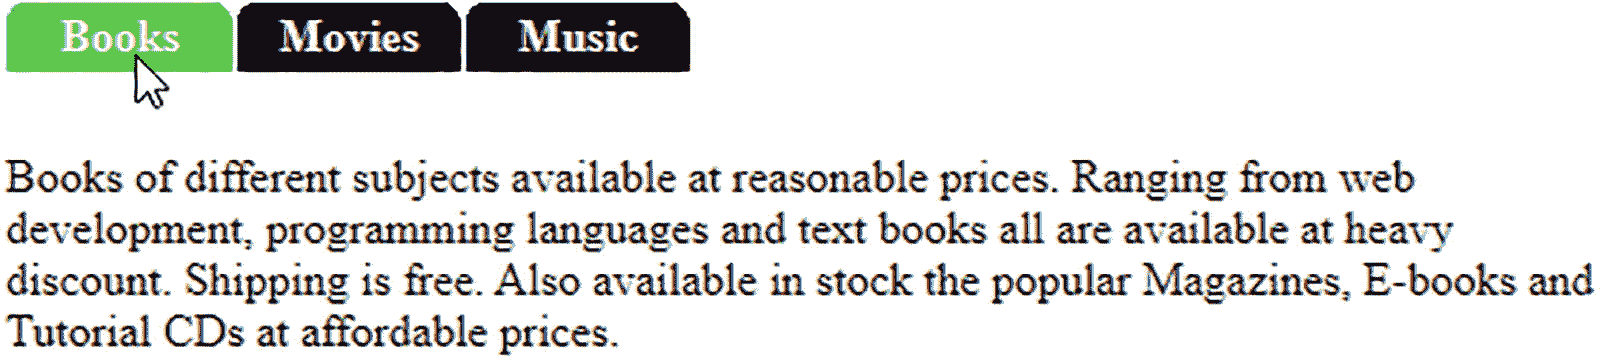 Books Movies Music
Books of different subjects available at reasonable prices. Ranging from web
development, programming languages and text books all are available at heavy
discount. Shipping is free. Also available in stock the popular Magazines, E-books and
Tutorial CDs at affordable prices.